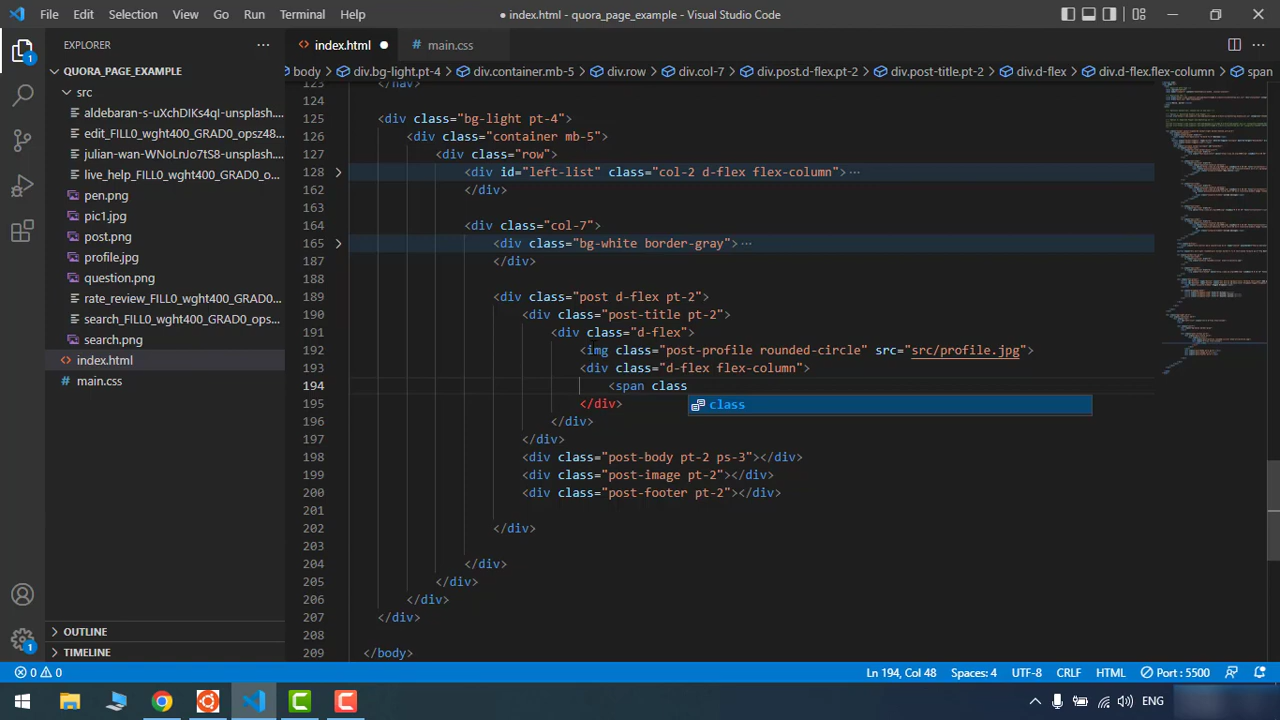 File Edit Selection View Go Run Terminal Help
● index.html - quora_page_example - Visual Studio Code
EXPLORER
index.html
main.css
QUORA_PAGE_EXAMPLE
body div.bg-light.pt-4 div.container.mb-5 div.row div.col-7 div.post.d-flex.pt-2 div.post-title.pt-2 div.d-flex div.d-flex.flex-column span
src
aldebaran-s-uXchDIKs4qI-unsplash....
edit_FILL0_wght400_GRAD0_opsz48...
julian-wan-WNoLnJo7tS8-unsplash....
live_help_FILL0_wght400_GRAD0_ops...
pen.png
pic1.jpg
post.png
profile.jpg
question.png
rate_review_FILL0_wght400_GRAD0_...
search_FILL0_wght400_GRAD0_ops...
search.png
index.html
main.css
OUTLINE
TIMELINE
123 </nav>
124
125 <div class="bg-light pt-4">
126 <div class="container mb-5">
127 <div class="row">
128 <div id="left-list" class="col-2 d-flex flex-column">⋯
162 </div>
163
164 <div class="col-7">
165 <div class="bg-white border-gray">⋯
187 </div>
188
189 <div class="post d-flex pt-2">
190 <div class="post-title pt-2">
191 <div class="d-flex">
192 <img class="post-profile rounded-circle" src="src/profile.jpg">
193 <div class="d-flex flex-column">
194 <span class
class
195 </div>
196 </div>
197 </div>
198 <div class="post-body pt-2 ps-3"></div>
199 <div class="post-image pt-2"></div>
200 <div class="post-footer pt-2"></div>
201
202 </div>
203
204 </div>
205 </div>
206 </div>
207 </div>
208
209 </body>
1
1
0 0
Ln 194, Col 48 Spaces: 4 UTF-8 CRLF HTML Port : 5500
ENG